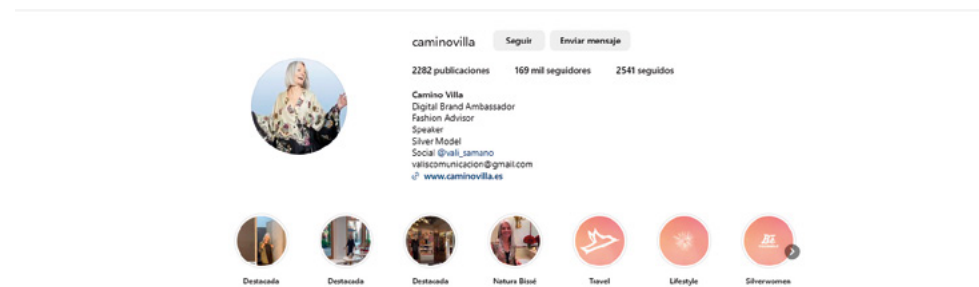 caminovilla Seguir Enviar mensaje
2282 publicaciones 169 mil seguidores 2541 seguidos
Camino Villa
Digital Brand Ambassador
Fashion Advisor
Speaker
Silver Model
Social @vali_samano
valiscomunicacion@gmail.com
www.caminovilla.es
Destacada Destacada Destacada Natura Bissé Travel Lifestyle Silverwomen